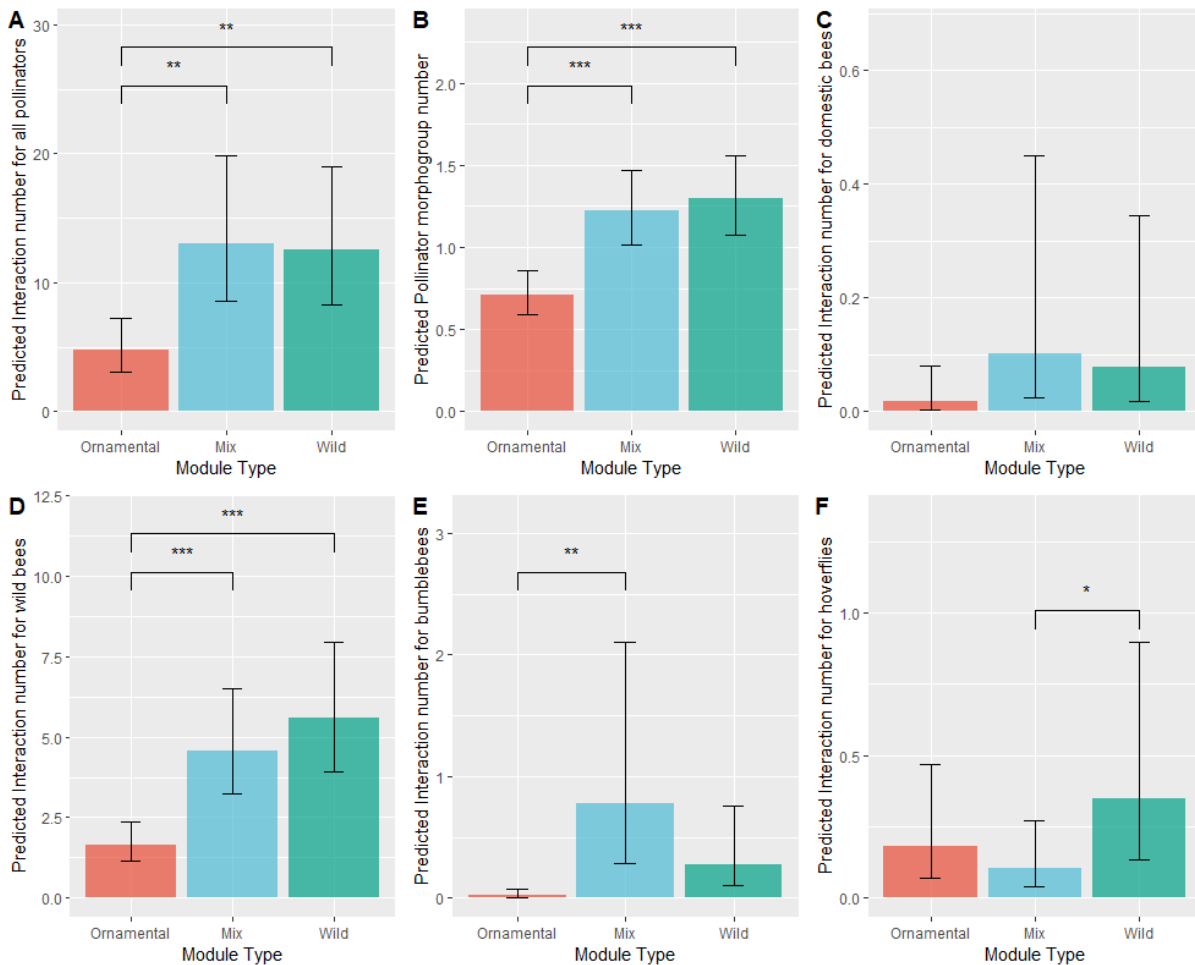 A
Predicted Interaction number for all pollinators
30
20
10
0
**
**
Ornamental Mix Wild
Module Type
B
Predicted Pollinator morphogroup number
2.0
1.5
1.0
0.5
0.0
***
***
Ornamental Mix Wild
Module Type
C
Predicted Interaction number for domestic bees
0.6
0.4
0.2
0.0
Ornamental Mix Wild
Module Type
D
Predicted Interaction number for wild bees
12.5
10.0
7.5
5.0
2.5
0.0
***
***
Ornamental Mix Wild
Module Type
E
Predicted Interaction number for bumblebees
3
2
1
0
**
Ornamental Mix Wild
Module Type
F
Predicted Interaction number for hoverflies
1.0
0.5
0.0
*
Ornamental Mix Wild
Module Type